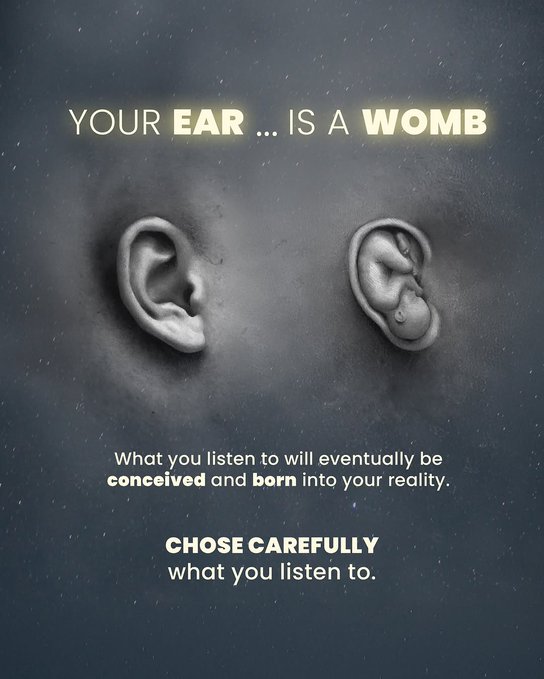 YOUR EAR ... IS A WOMB
What you listen to will eventually be
conceived and born into your reality.
CHOSE CAREFULLY
what you listen to.